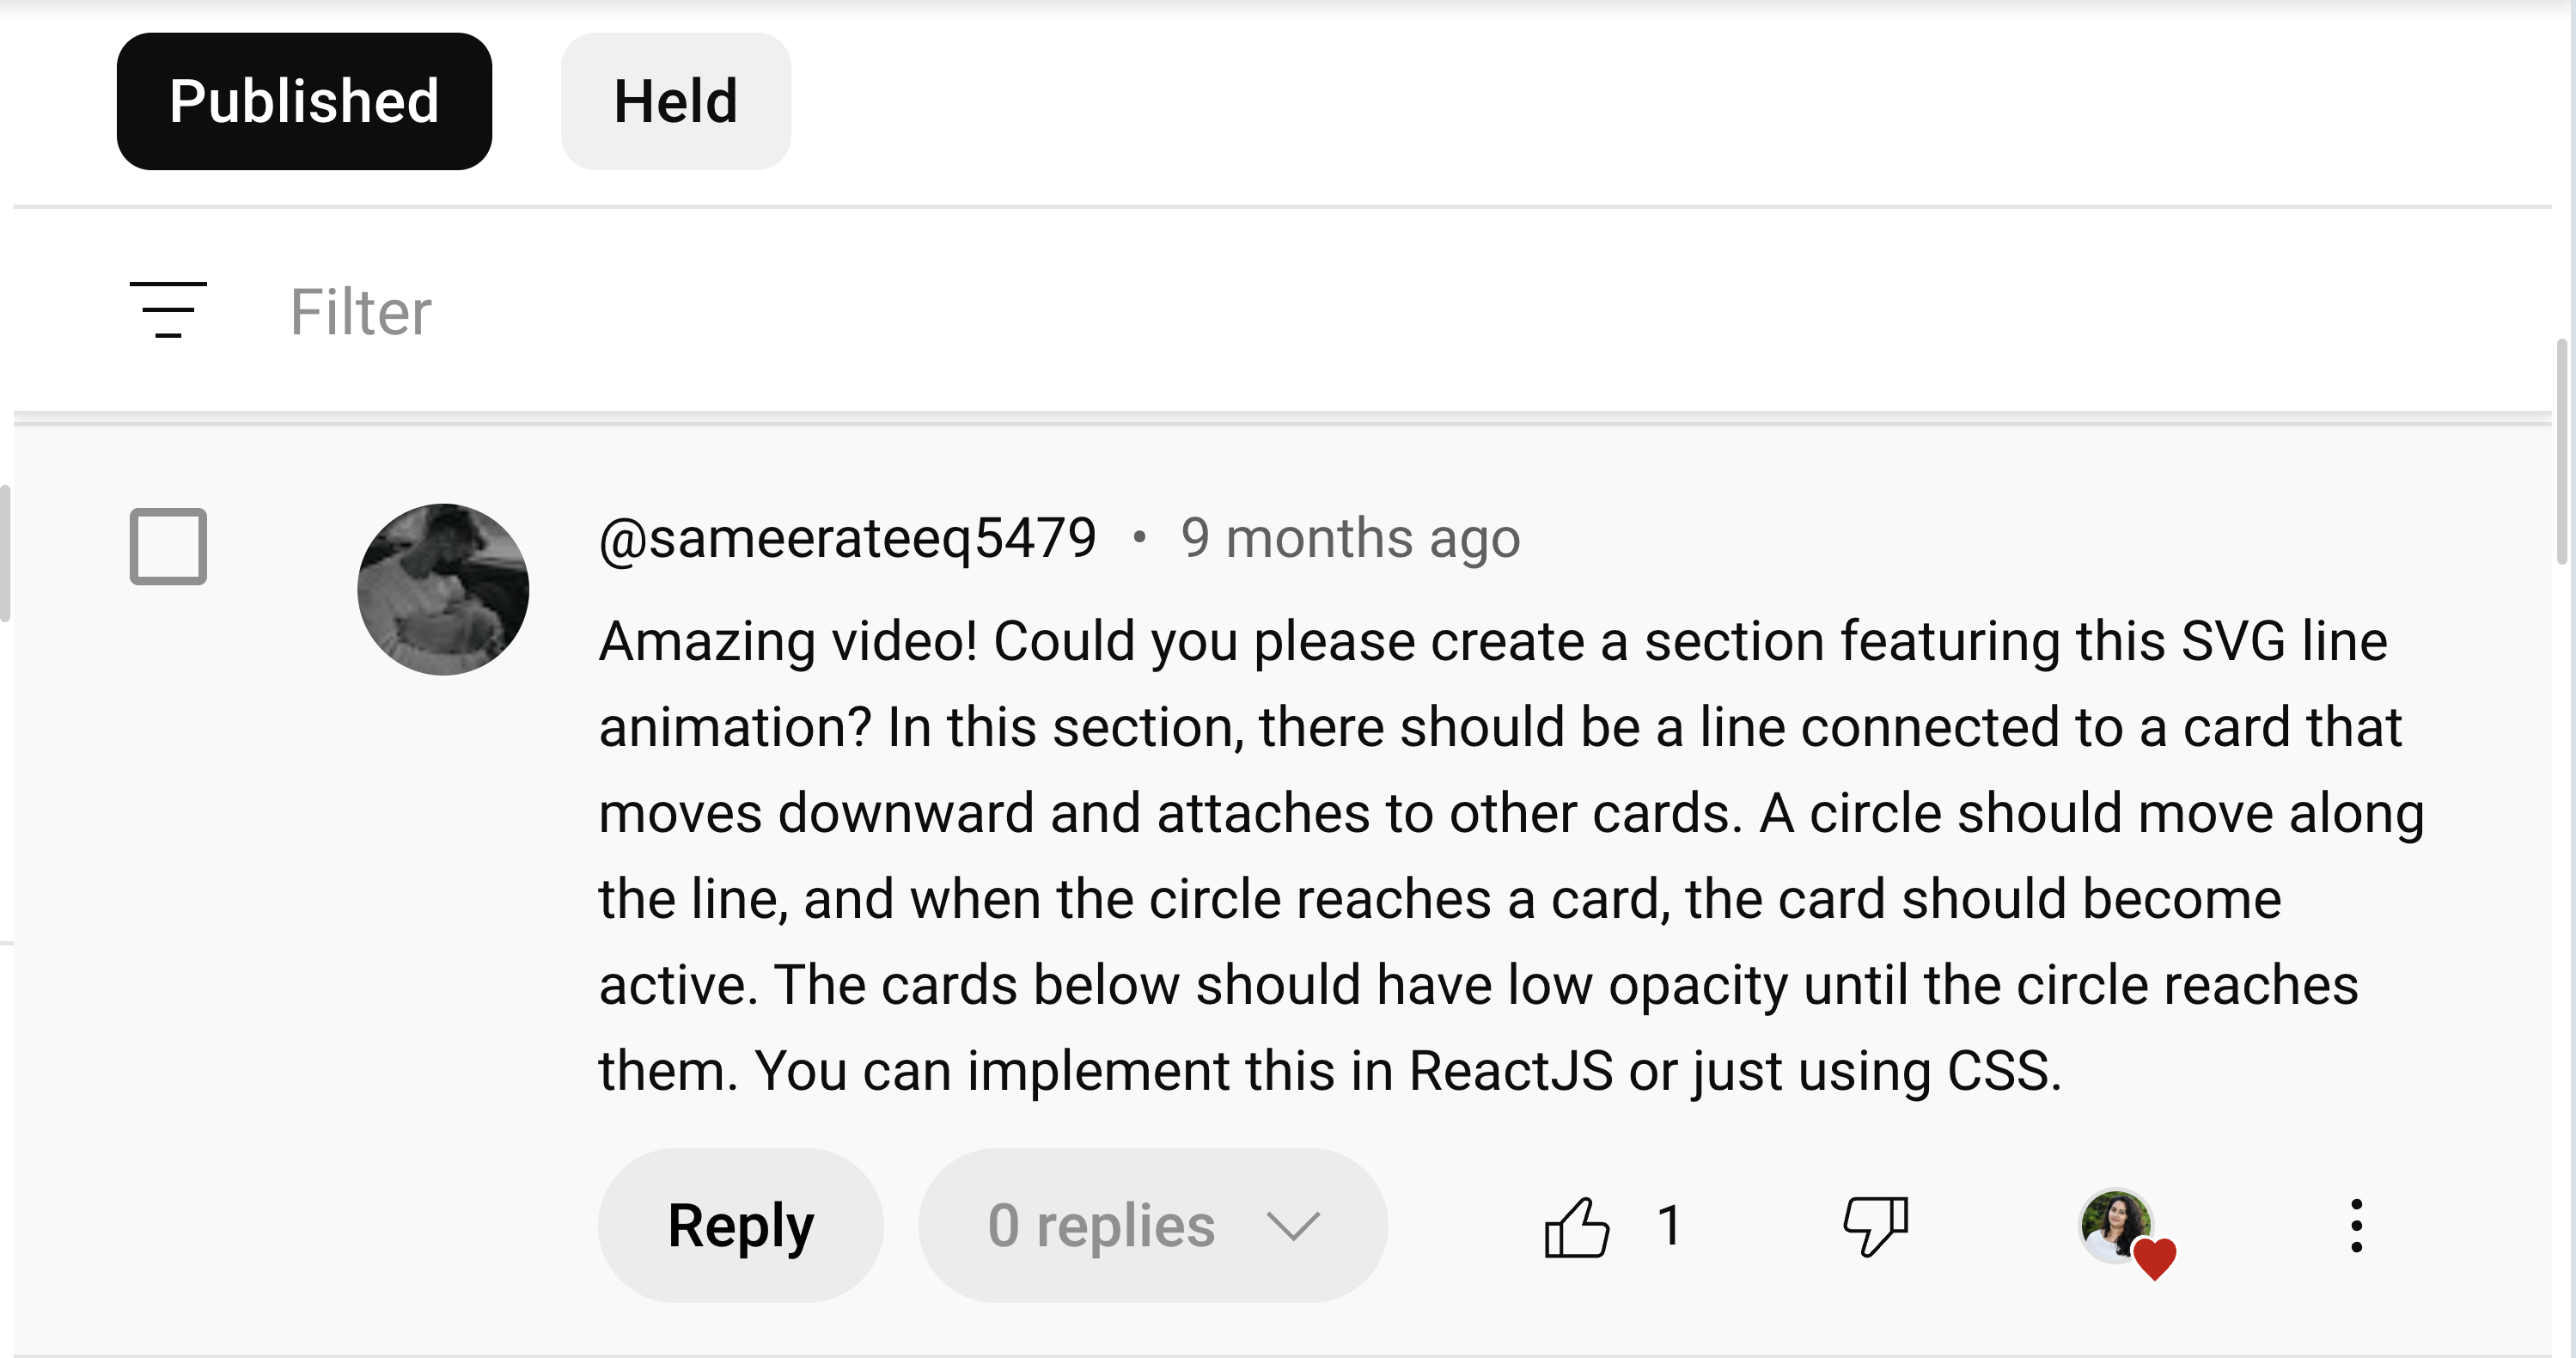 Published Held
Filter
@sameerateeq5479 • 9 months ago
Amazing video! Could you please create a section featuring this SVG line
animation? In this section, there should be a line connected to a card that
moves downward and attaches to other cards. A circle should move along
the line, and when the circle reaches a card, the card should become
active. The cards below should have low opacity until the circle reaches
them. You can implement this in ReactJS or just using CSS.
Reply 0 replies 1